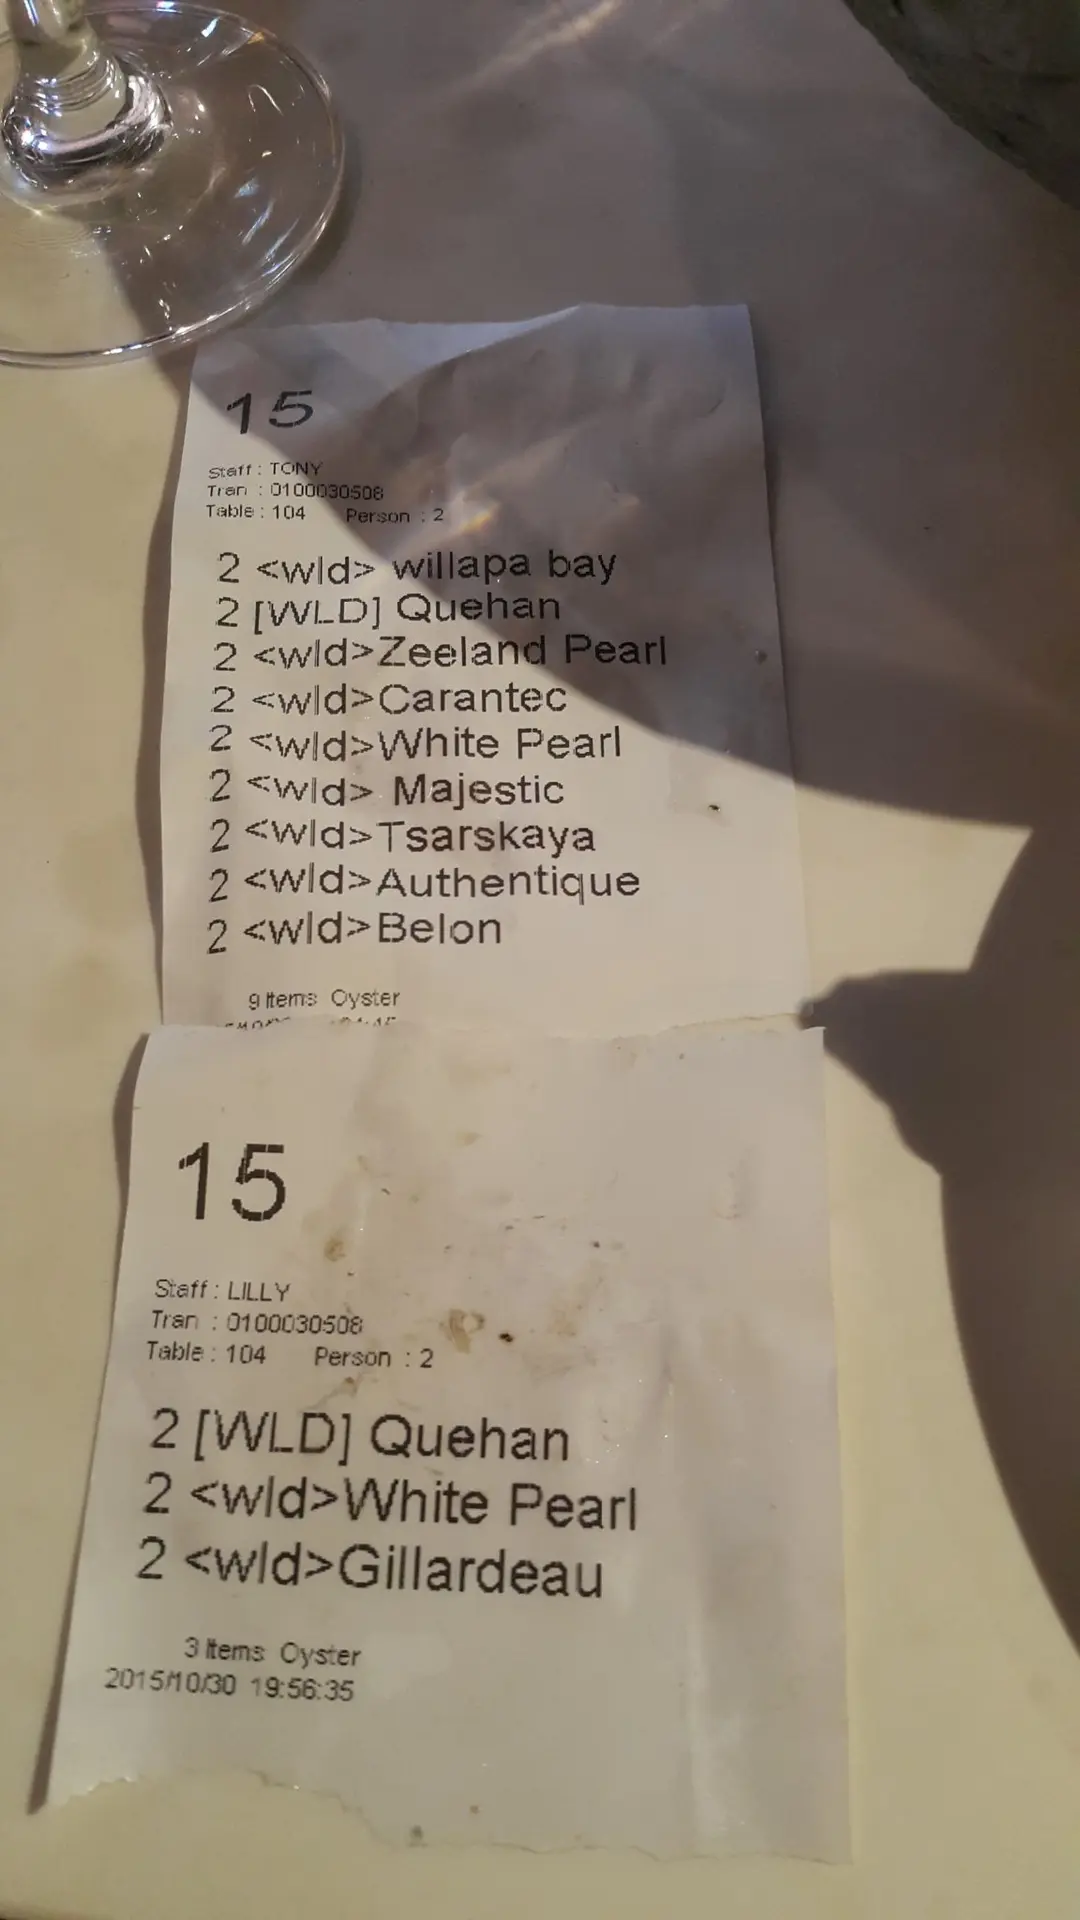 15
Staff : TONY
Tran : 0100030508
Table : 104 Person : 2
2 <wld> willapa bay
2 [WLD] Quehan
2 <wld>Zeeland Pearl
2 <wld>Carantec
2 <wld>White Pearl
2 <wld> Majestic
2 <wld>Tsarskaya
2 <wld>Authentique
2 <wld>Belon
9 Items Oyster
15
Staff : LILLY
Tran : 0100030508
Table : 104 Person : 2
2 [WLD] Quehan
2 <wld>White Pearl
2 <wld>Gillardeau
3 Items Oyster
2015/10/30 19:56:35